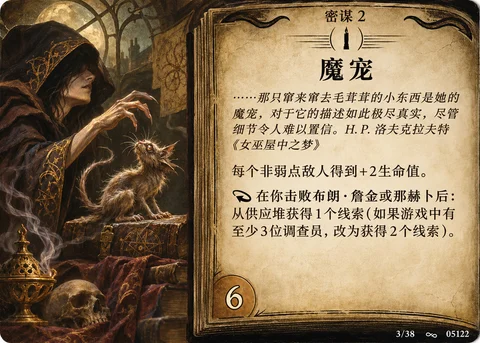 密谋 2
魔宠
……那只窜来窜去毛茸茸的小东西是她的
魔宠，对于它的描述如此极尽真实，尽管
细节令人难以置信。H. P. 洛夫克拉夫特
《女巫屋中之梦》
每个非弱点敌人得到+2生命值。
在你击败布朗·詹金或那赫卜后：
从供应堆获得1个线索（如果游戏中有
至少3位调查员，改为获得2个线索）。
6
3/38 05122